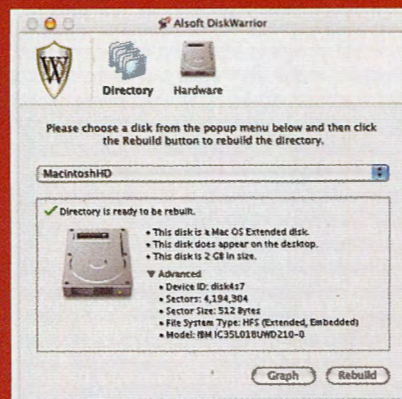 Alsoft DiskWarrior
W
Directory
Hardware
Please choose a disk from the popup menu below and then click
the Rebuild button to rebuild the directory.
MacintoshHD
Directory is ready to be rebuilt.
• This disk is a Mac OS Extended disk.
• This disk does appear on the desktop.
• This disk is 2 GB in size.
Advanced
• Device ID: disk4s7
• Sectors: 4,194,304
• Sector Size: 512 Bytes
• File System Type: HFS (Extended, Embedded)
• Model: IBM IC35L018UWD210-0
Graph
Rebuild